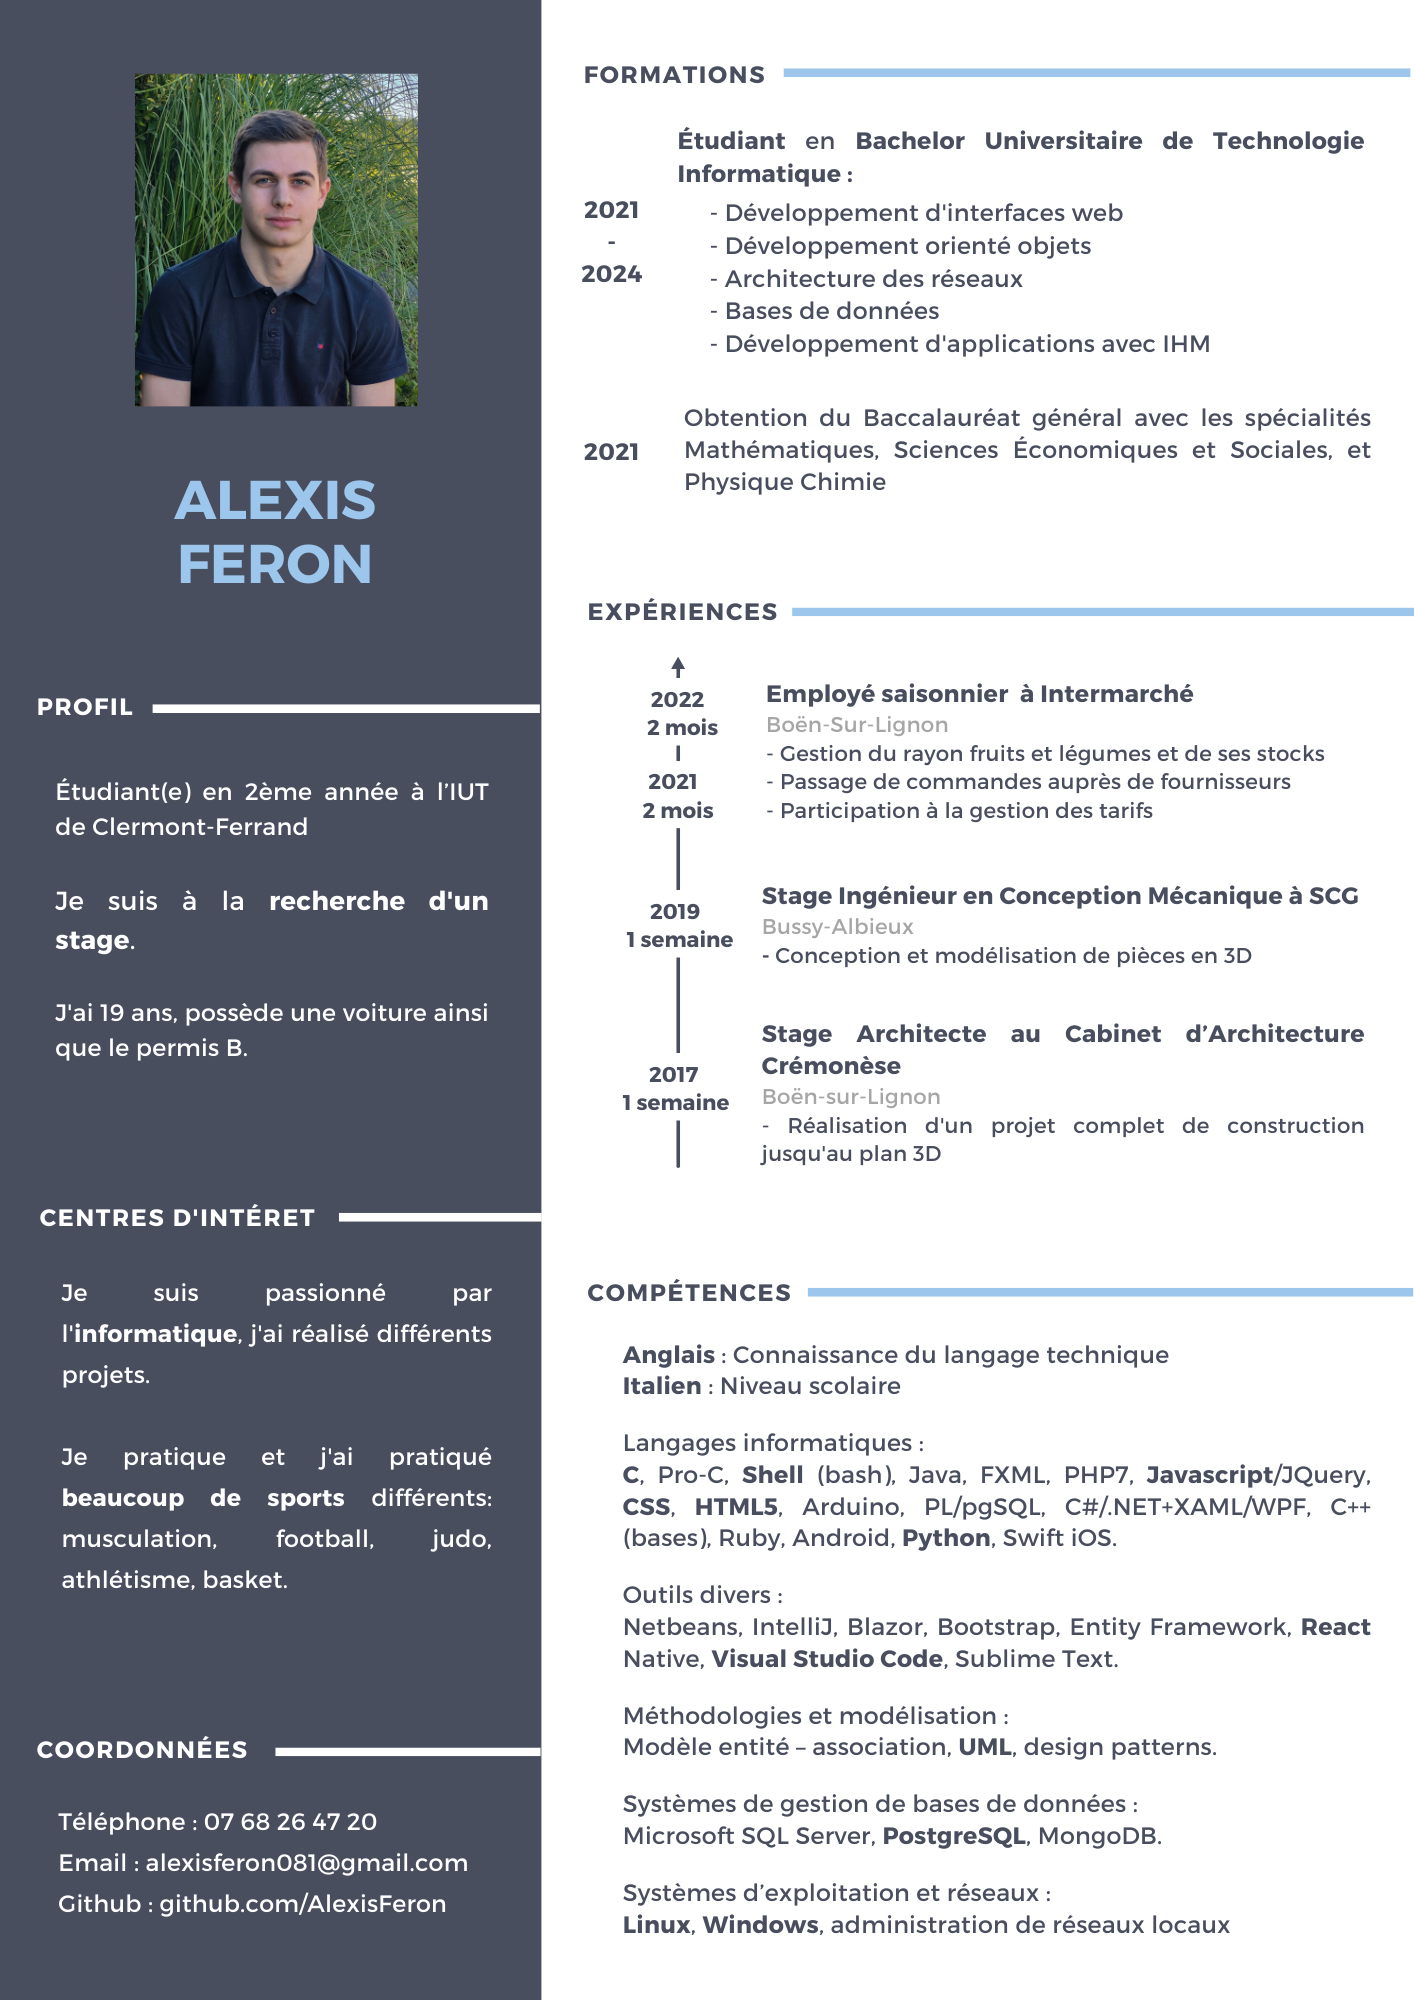 ALEXIS
FERON
PROFIL
Étudiant(e) en 2ème année à l’IUT
de Clermont-Ferrand
Je suis à la recherche d'un
stage.
J'ai 19 ans, possède une voiture ainsi
que le permis B.
CENTRES D'INTÉRET
Je suis passionné par
l'informatique, j'ai réalisé différents
projets.
Je pratique et j'ai pratiqué
beaucoup de sports différents:
musculation, football, judo,
athlétisme, basket.
COORDONNÉES
Téléphone : 07 68 26 47 20
Email : alexisferon081@gmail.com
Github : github.com/AlexisFeron
FORMATIONS
2021
-
2024
Étudiant en Bachelor Universitaire de Technologie
Informatique :
- Développement d'interfaces web
- Développement orienté objets
- Architecture des réseaux
- Bases de données
- Développement d'applications avec IHM
2021
Obtention du Baccalauréat général avec les spécialités
Mathématiques, Sciences Économiques et Sociales, et
Physique Chimie
EXPÉRIENCES
2022
2 mois
2021
2 mois
Employé saisonnier à Intermarché
Boën-Sur-Lignon
- Gestion du rayon fruits et légumes et de ses stocks
- Passage de commandes auprès de fournisseurs
- Participation à la gestion des tarifs
2019
1 semaine
Stage Ingénieur en Conception Mécanique à SCG
Bussy-Albieux
- Conception et modélisation de pièces en 3D
2017
1 semaine
Stage Architecte au Cabinet d’Architecture
Crémonèse
Boën-sur-Lignon
- Réalisation d'un projet complet de construction
jusqu'au plan 3D
COMPÉTENCES
Anglais : Connaissance du langage technique
Italien : Niveau scolaire
Langages informatiques :
C, Pro-C, Shell (bash), Java, FXML, PHP7, Javascript/JQuery,
CSS, HTML5, Arduino, PL/pgSQL, C#/.NET+XAML/WPF, C++
(bases), Ruby, Android, Python, Swift iOS.
Outils divers :
Netbeans, IntelliJ, Blazor, Bootstrap, Entity Framework, React
Native, Visual Studio Code, Sublime Text.
Méthodologies et modélisation :
Modèle entité – association, UML, design patterns.
Systèmes de gestion de bases de données :
Microsoft SQL Server, PostgreSQL, MongoDB.
Systèmes d’exploitation et réseaux :
Linux, Windows, administration de réseaux locaux